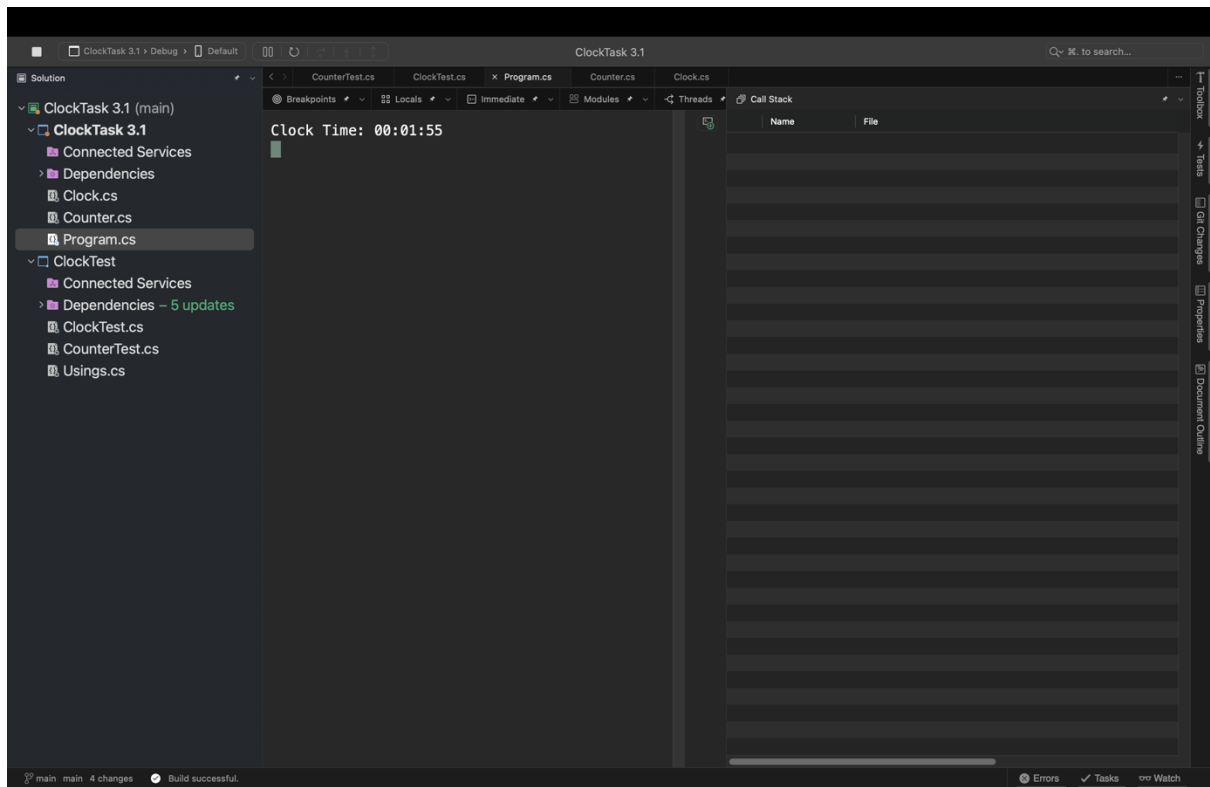 ClockTask 3.1 › Debug › Default
ClockTask 3.1
⌘. to search...
Solution
CounterTest.cs
ClockTest.cs
× Program.cs
Counter.cs
Clock.cs
Breakpoints
Locals
Immediate
Modules
Threads
Call Stack
Name
File
ClockTask 3.1 (main)
ClockTask 3.1
Connected Services
Dependencies
Clock.cs
Counter.cs
Program.cs
ClockTest
Connected Services
Dependencies – 5 updates
ClockTest.cs
CounterTest.cs
Usings.cs
Clock Time: 00:01:55
Toolbox
Tests
Git Changes
Properties
Document Outline
main main 4 changes
Build successful.
Errors
Tasks
Watch